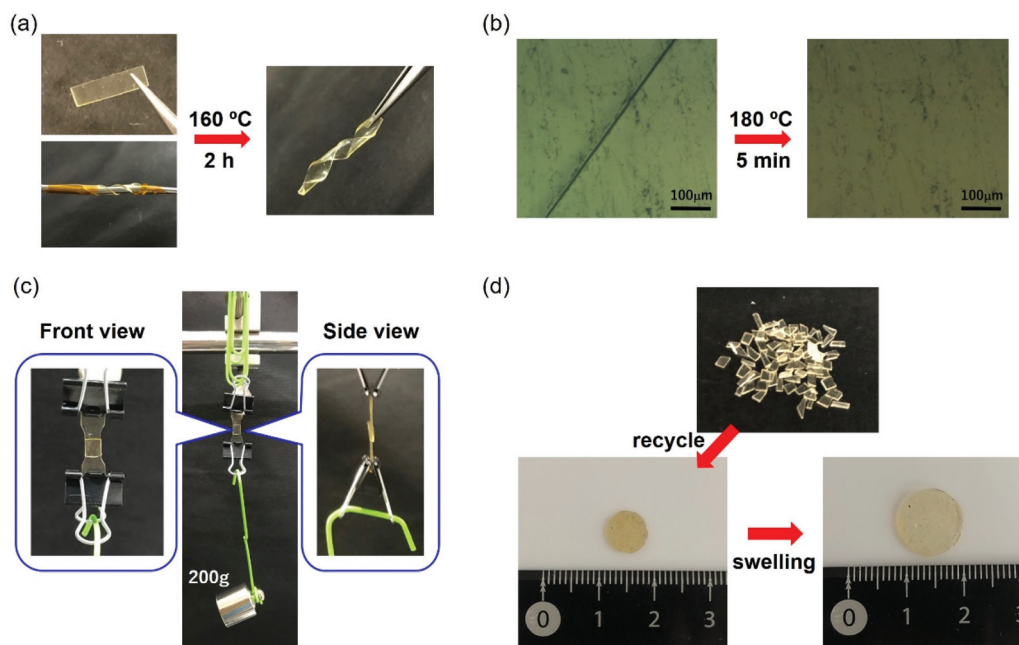 (a)
160 ºC
2 h
(b)
180 ºC
5 min
100μm
100μm
(c)
Front view
Side view
200g
(d)
recycle
swelling
0 1 2 3
0 1 2 3